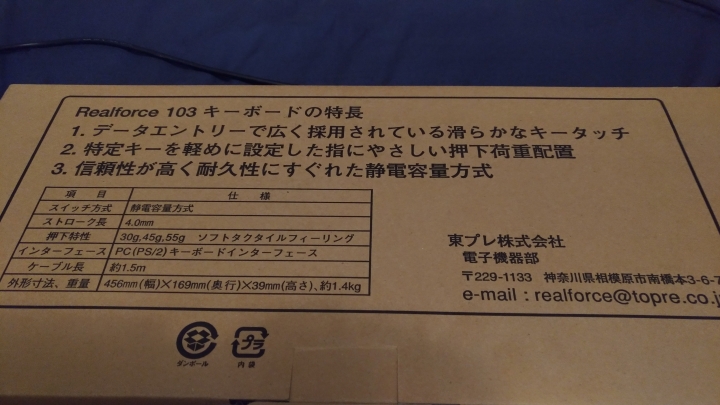 Realforce 103 キーボードの特長
1. データエントリーで広く採用されている滑らかなキータッチ
2. 特定キーを軽めに設定した指にやさしい押下荷重配置
3. 信頼性が高く耐久性にすぐれた静電容量方式
項 目 仕 様
スイッチ方式 静電容量方式
ストローク長 4.0mm
押下特性 30g,45g,55g ソフトタクタイルフィーリング
インターフェース PC(PS/2)キーボードインターフェース
ケーブル長 約1.5m
外形寸法、重量 456mm(幅)×169mm(奥行)×39mm(高さ)、約1.4kg
東プレ株式会社
電子機器部
〒229-1133 神奈川県相模原市南橋本3-6-7
e-mail : realforce@topre.co.j
ダンボール
プラ
内袋